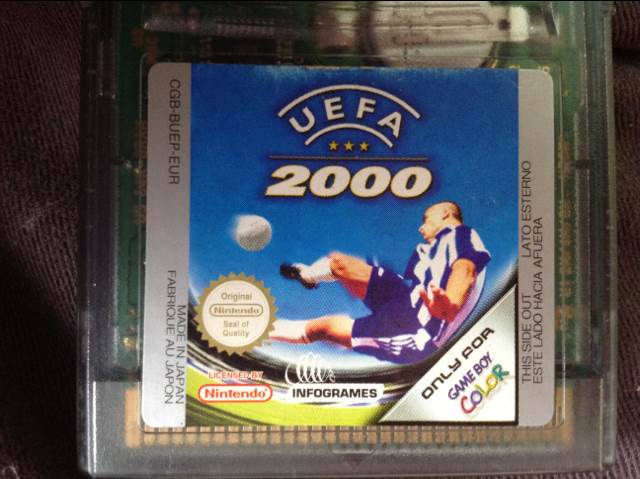 CGB-BUEP-EUR
MADE IN JAPAN
FABRIQUE AU JAPON
UEFA
2000
Original
Nintendo
Seal of
Quality
LICENSED BY
Nintendo
INFOGRAMES
ONLY FOR
GAME BOY
COLOR
THIS SIDE OUT LATO ESTERNO
ESTE LADO HACIA AFUERA